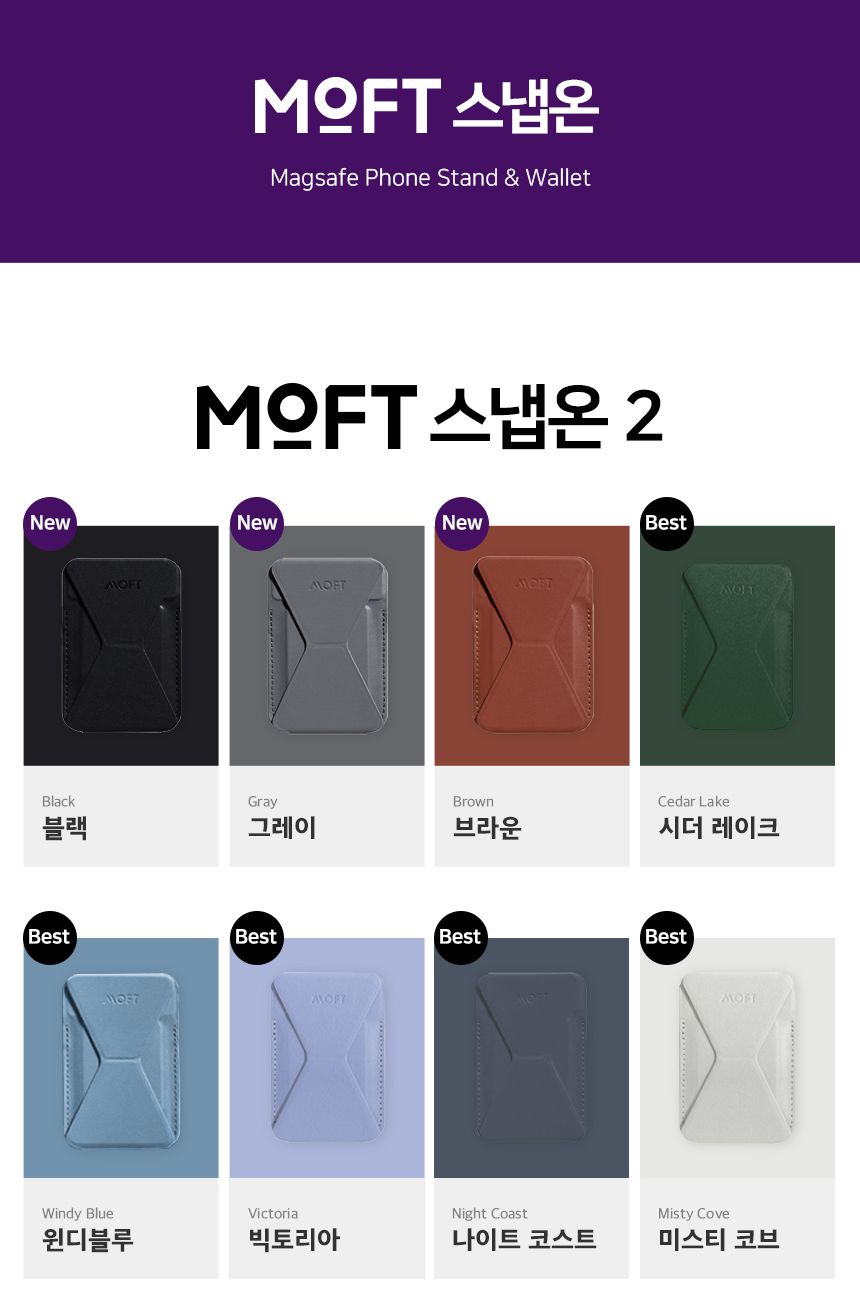 MOFT 스냅온
Magsafe Phone Stand & Wallet
MOFT 스냅온 2
New
New
New
Best
MOFT
MOFT
MOFT
MOFT
Black
Gray
Brown
Cedar Lake
블랙
그레이
브라운
시더 레이크
Best
Best
Best
Best
MOFT
MOFT
MOFT
MOFT
Windy Blue
Victoria
Night Coast
Misty Cove
윈디블루
빅토리아
나이트 코스트
미스티 코브